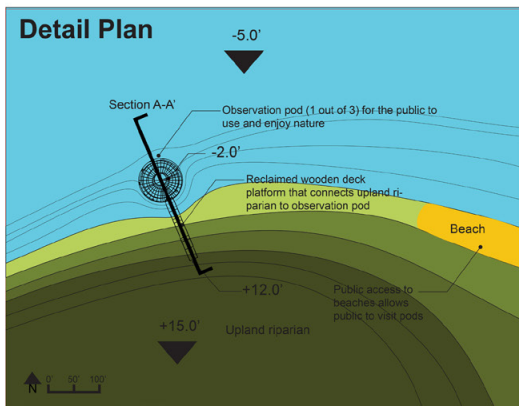 Detail Plan
-5.0'
Section A-A'
Observation pod (1 out of 3) for the public to
use and enjoy nature
-2.0'
Reclaimed wooden deck
platform that connects upland ri-
parian to observation pod
Beach
Public access to
beaches allows
public to visit pods
+12.0'
+15.0'
Upland riparian
N
0' 50' 100'